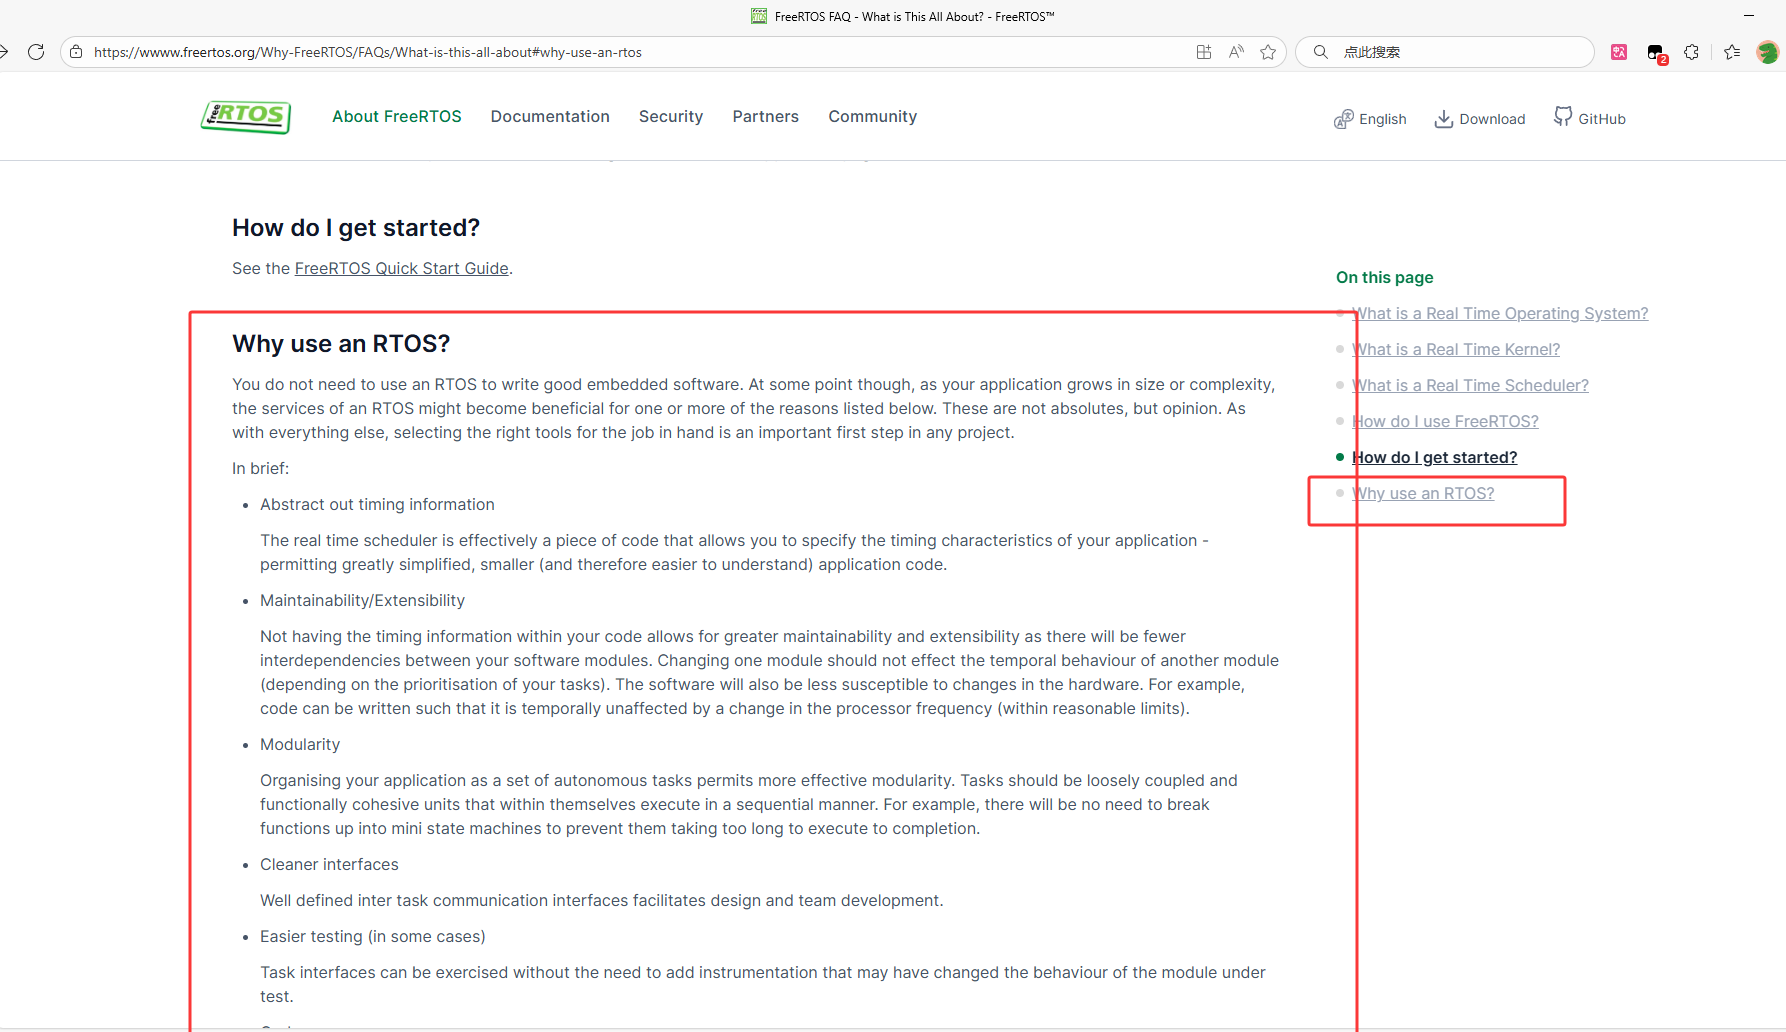 FreeRTOS FAQ - What is This All About? - FreeRTOS™
https://wwww.freertos.org/Why-FreeRTOS/FAQs/What-is-this-all-about#why-use-an-rtos
点此搜索
2
free RTOS
About FreeRTOS
Documentation
Security
Partners
Community
English
Download
GitHub
How do I get started?
See the FreeRTOS Quick Start Guide.
Why use an RTOS?
You do not need to use an RTOS to write good embedded software. At some point though, as your application grows in size or complexity,
the services of an RTOS might become beneficial for one or more of the reasons listed below. These are not absolutes, but opinion. As
with everything else, selecting the right tools for the job in hand is an important first step in any project.
In brief:
• Abstract out timing information
The real time scheduler is effectively a piece of code that allows you to specify the timing characteristics of your application -
permitting greatly simplified, smaller (and therefore easier to understand) application code.
• Maintainability/Extensibility
Not having the timing information within your code allows for greater maintainability and extensibility as there will be fewer
interdependencies between your software modules. Changing one module should not effect the temporal behaviour of another module
(depending on the prioritisation of your tasks). The software will also be less susceptible to changes in the hardware. For example,
code can be written such that it is temporally unaffected by a change in the processor frequency (within reasonable limits).
• Modularity
Organising your application as a set of autonomous tasks permits more effective modularity. Tasks should be loosely coupled and
functionally cohesive units that within themselves execute in a sequential manner. For example, there will be no need to break
functions up into mini state machines to prevent them taking too long to execute to completion.
• Cleaner interfaces
Well defined inter task communication interfaces facilitates design and team development.
• Easier testing (in some cases)
Task interfaces can be exercised without the need to add instrumentation that may have changed the behaviour of the module under
test.
On this page
What is a Real Time Operating System?
What is a Real Time Kernel?
What is a Real Time Scheduler?
How do I use FreeRTOS?
How do I get started?
Why use an RTOS?